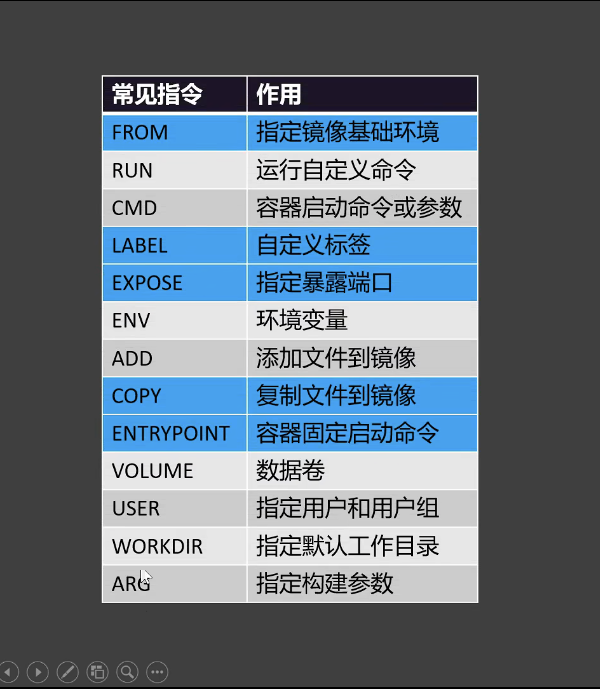 常见指令 作用
FROM 指定镜像基础环境
RUN 运行自定义命令
CMD 容器启动命令或参数
LABEL 自定义标签
EXPOSE 指定暴露端口
ENV 环境变量
ADD 添加文件到镜像
COPY 复制文件到镜像
ENTRYPOINT 容器固定启动命令
VOLUME 数据卷
USER 指定用户和用户组
WORKDIR 指定默认工作目录
ARG 指定构建参数